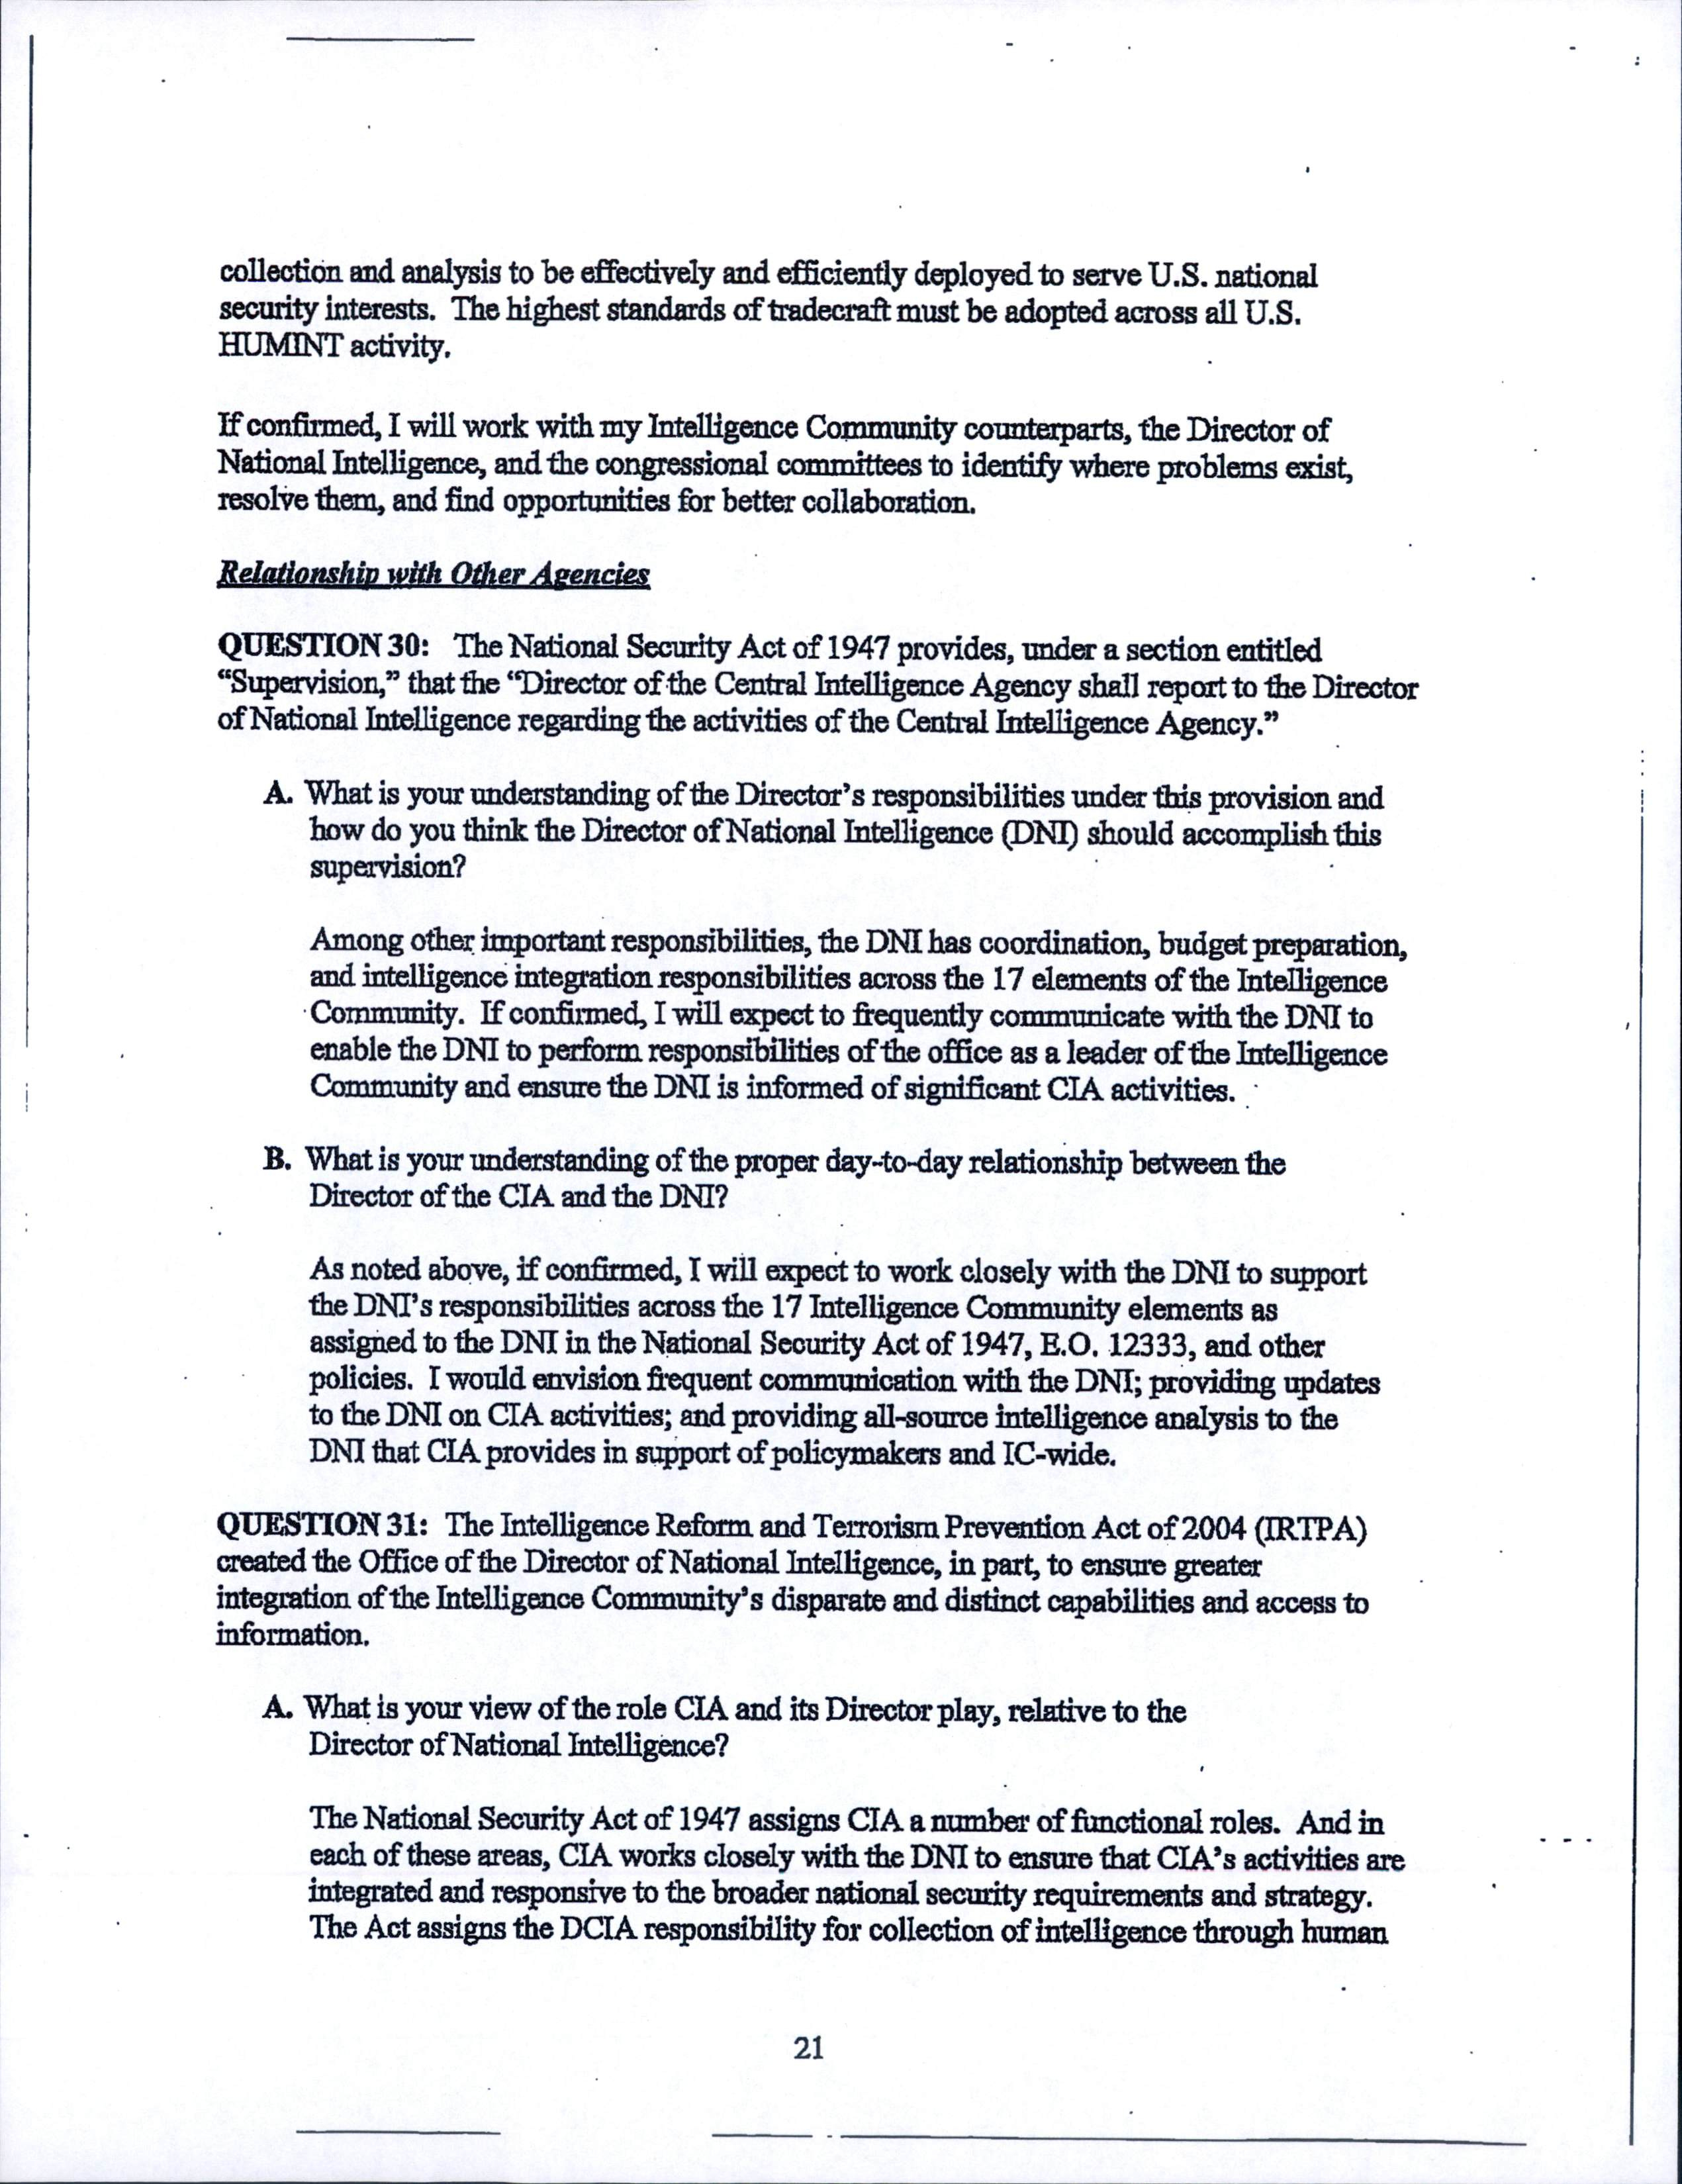 collection and analysis to be effectively and efficiently deployed to serve U.S. national
security interests. The highest standards of tradecraft must be adopted across all U.S.
HUMINT activity.
If confirmed, I will work with my Intelligence Community counterparts, the Director of
National Intelligence, and the congressional committees to identify where problems exist,
resolve them, and find opportunities for better collaboration.
Relationship with Other Agencies
QUESTION 30: The National Security Act of 1947 provides, under a section entitled
“Supervision,” that the “Director of the Central Intelligence Agency shall report to the Director
of National Intelligence regarding the activities of the Central Intelligence Agency.”
A. What is your understanding of the Director’s responsibilities under this provision and
how do you think the Director of National Intelligence (DNI) should accomplish this
supervision?
Among other important responsibilities, the DNI has coordination, budget preparation,
and intelligence integration responsibilities across the 17 elements of the Intelligence
Community. If confirmed, I will expect to frequently communicate with the DNI to
enable the DNI to perform responsibilities of the office as a leader of the Intelligence
Community and ensure the DNI is informed of significant CIA activities.
B. What is your understanding of the proper day-to-day relationship between the
Director of the CIA and the DNI?
As noted above, if confirmed, I will expect to work closely with the DNI to support
the DNI’s responsibilities across the 17 Intelligence Community elements as
assigned to the DNI in the National Security Act of 1947, E.O. 12333, and other
policies. I would envision frequent communication with the DNI; providing updates
to the DNI on CIA activities; and providing all-source intelligence analysis to the
DNI that CIA provides in support of policymakers and IC-wide.
QUESTION 31: The Intelligence Reform and Terrorism Prevention Act of 2004 (IRTPA)
created the Office of the Director of National Intelligence, in part, to ensure greater
integration of the Intelligence Community’s disparate and distinct capabilities and access to
information.
A. What is your view of the role CIA and its Director play, relative to the
Director of National Intelligence?
The National Security Act of 1947 assigns CIA a number of functional roles. And in
each of these areas, CIA works closely with the DNI to ensure that CIA’s activities are
integrated and responsive to the broader national security requirements and strategy.
The Act assigns the DCIA responsibility for collection of intelligence through human
21